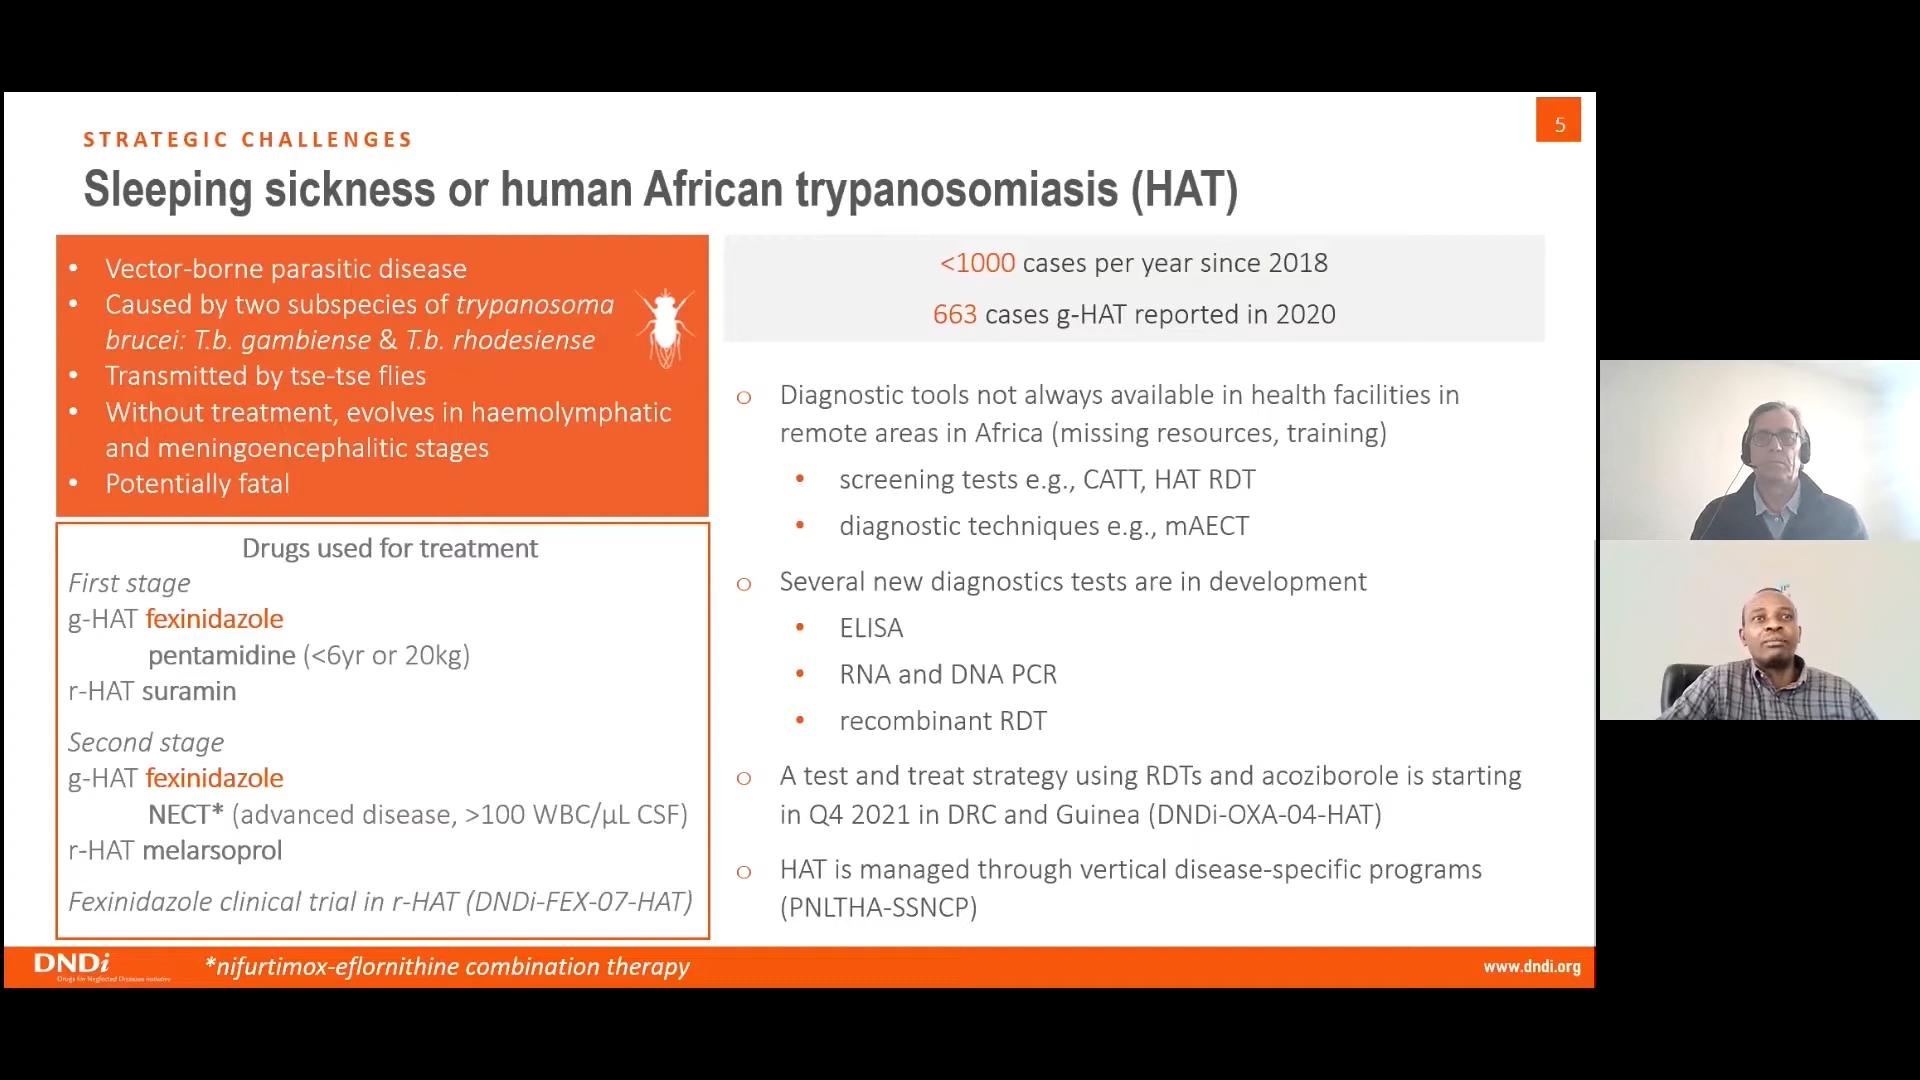 STRATEGIC CHALLENGES
5
Sleeping sickness or human African trypanosomiasis (HAT)
• Vector-borne parasitic disease
• Caused by two subspecies of trypanosoma
brucei: T.b. gambiense & T.b. rhodesiense
• Transmitted by tse-tse flies
• Without treatment, evolves in haemolymphatic
and meningoencephalitic stages
• Potentially fatal
Drugs used for treatment
First stage
g-HAT fexinidazole
pentamidine (<6yr or 20kg)
r-HAT suramin
Second stage
g-HAT fexinidazole
NECT* (advanced disease, >100 WBC/µL CSF)
r-HAT melarsoprol
Fexinidazole clinical trial in r-HAT (DNDi-FEX-07-HAT)
<1000 cases per year since 2018
663 cases g-HAT reported in 2020
o Diagnostic tools not always available in health facilities in
remote areas in Africa (missing resources, training)
• screening tests e.g., CATT, HAT RDT
• diagnostic techniques e.g., mAECT
o Several new diagnostics tests are in development
• ELISA
• RNA and DNA PCR
• recombinant RDT
o A test and treat strategy using RDTs and acoziborole is starting
in Q4 2021 in DRC and Guinea (DNDi-OXA-04-HAT)
o HAT is managed through vertical disease-specific programs
(PNLTHA-SSNCP)
DNDi
Drugs for Neglected Diseases initiative
*nifurtimox-eflornithine combination therapy
www.dndi.org